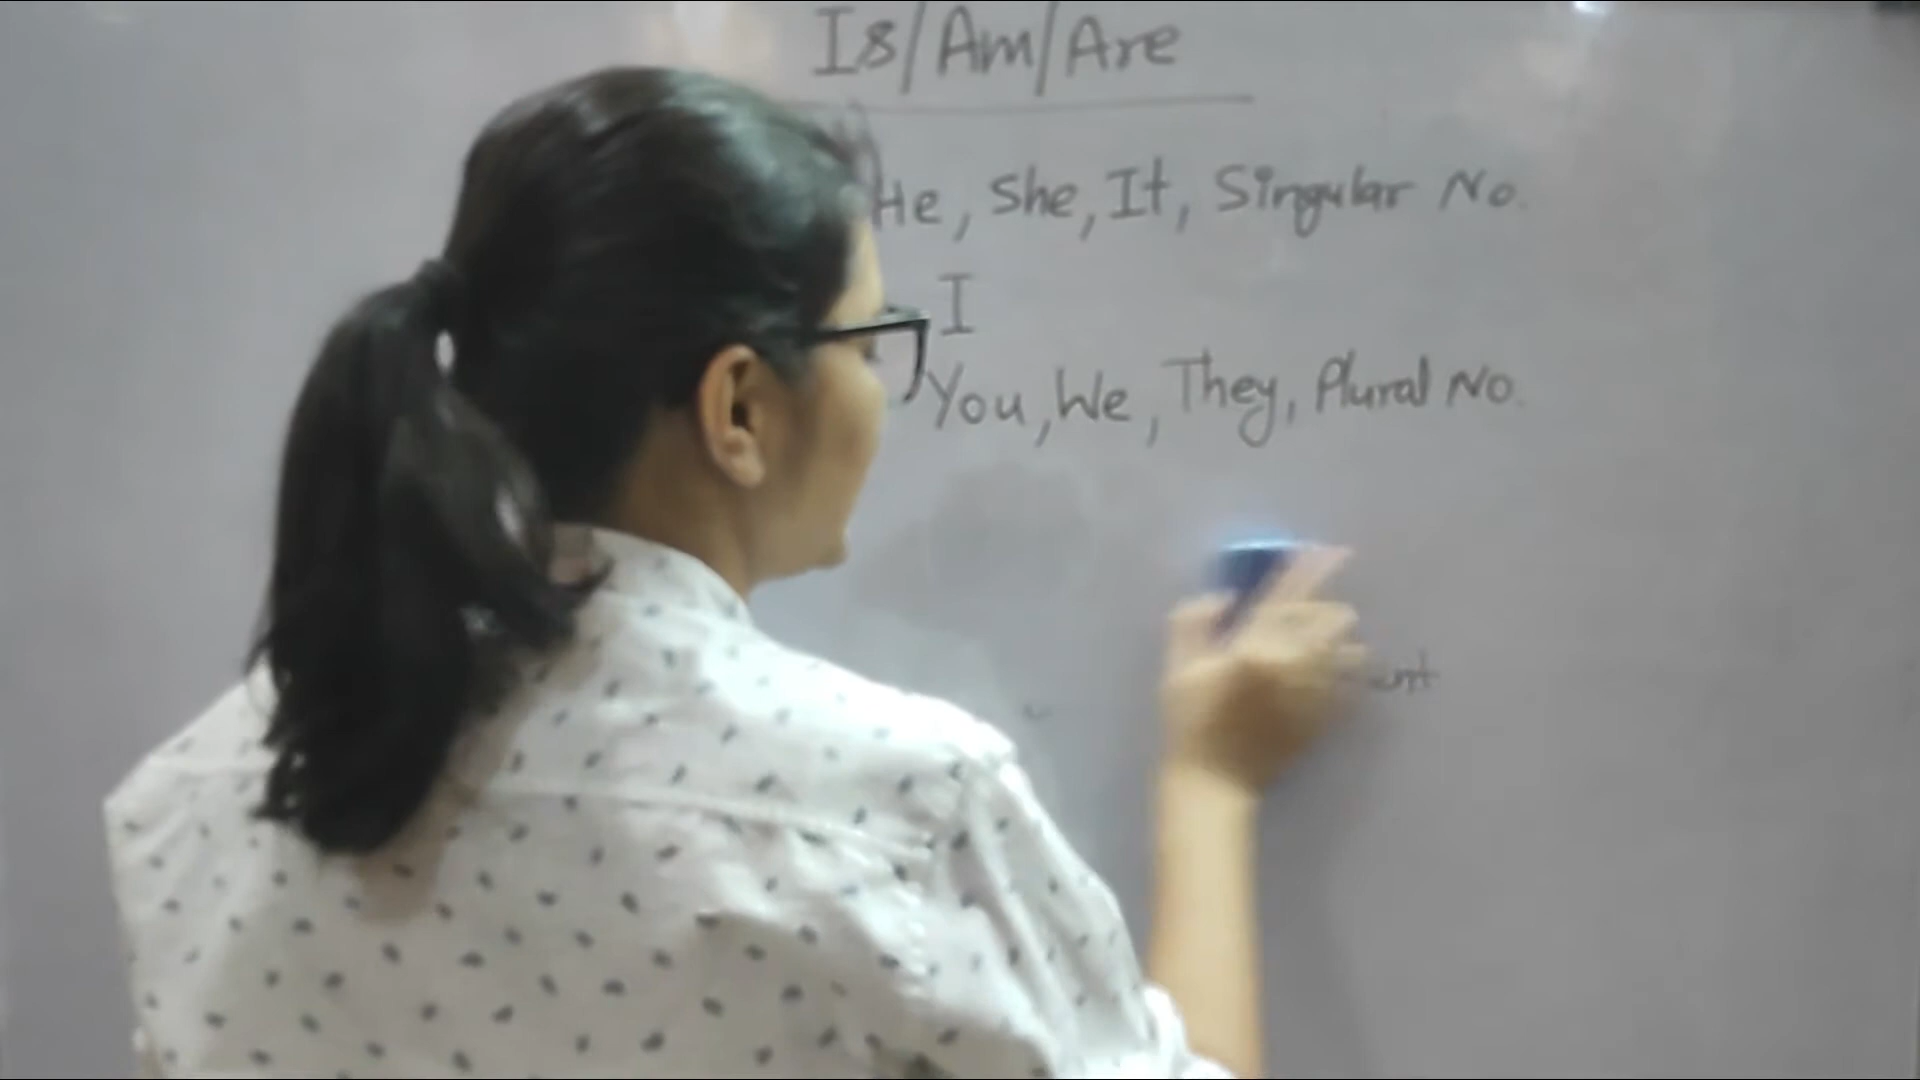 Is/Am/Are
He, She, It, Singular No.
I
You, We, They, Plural No.